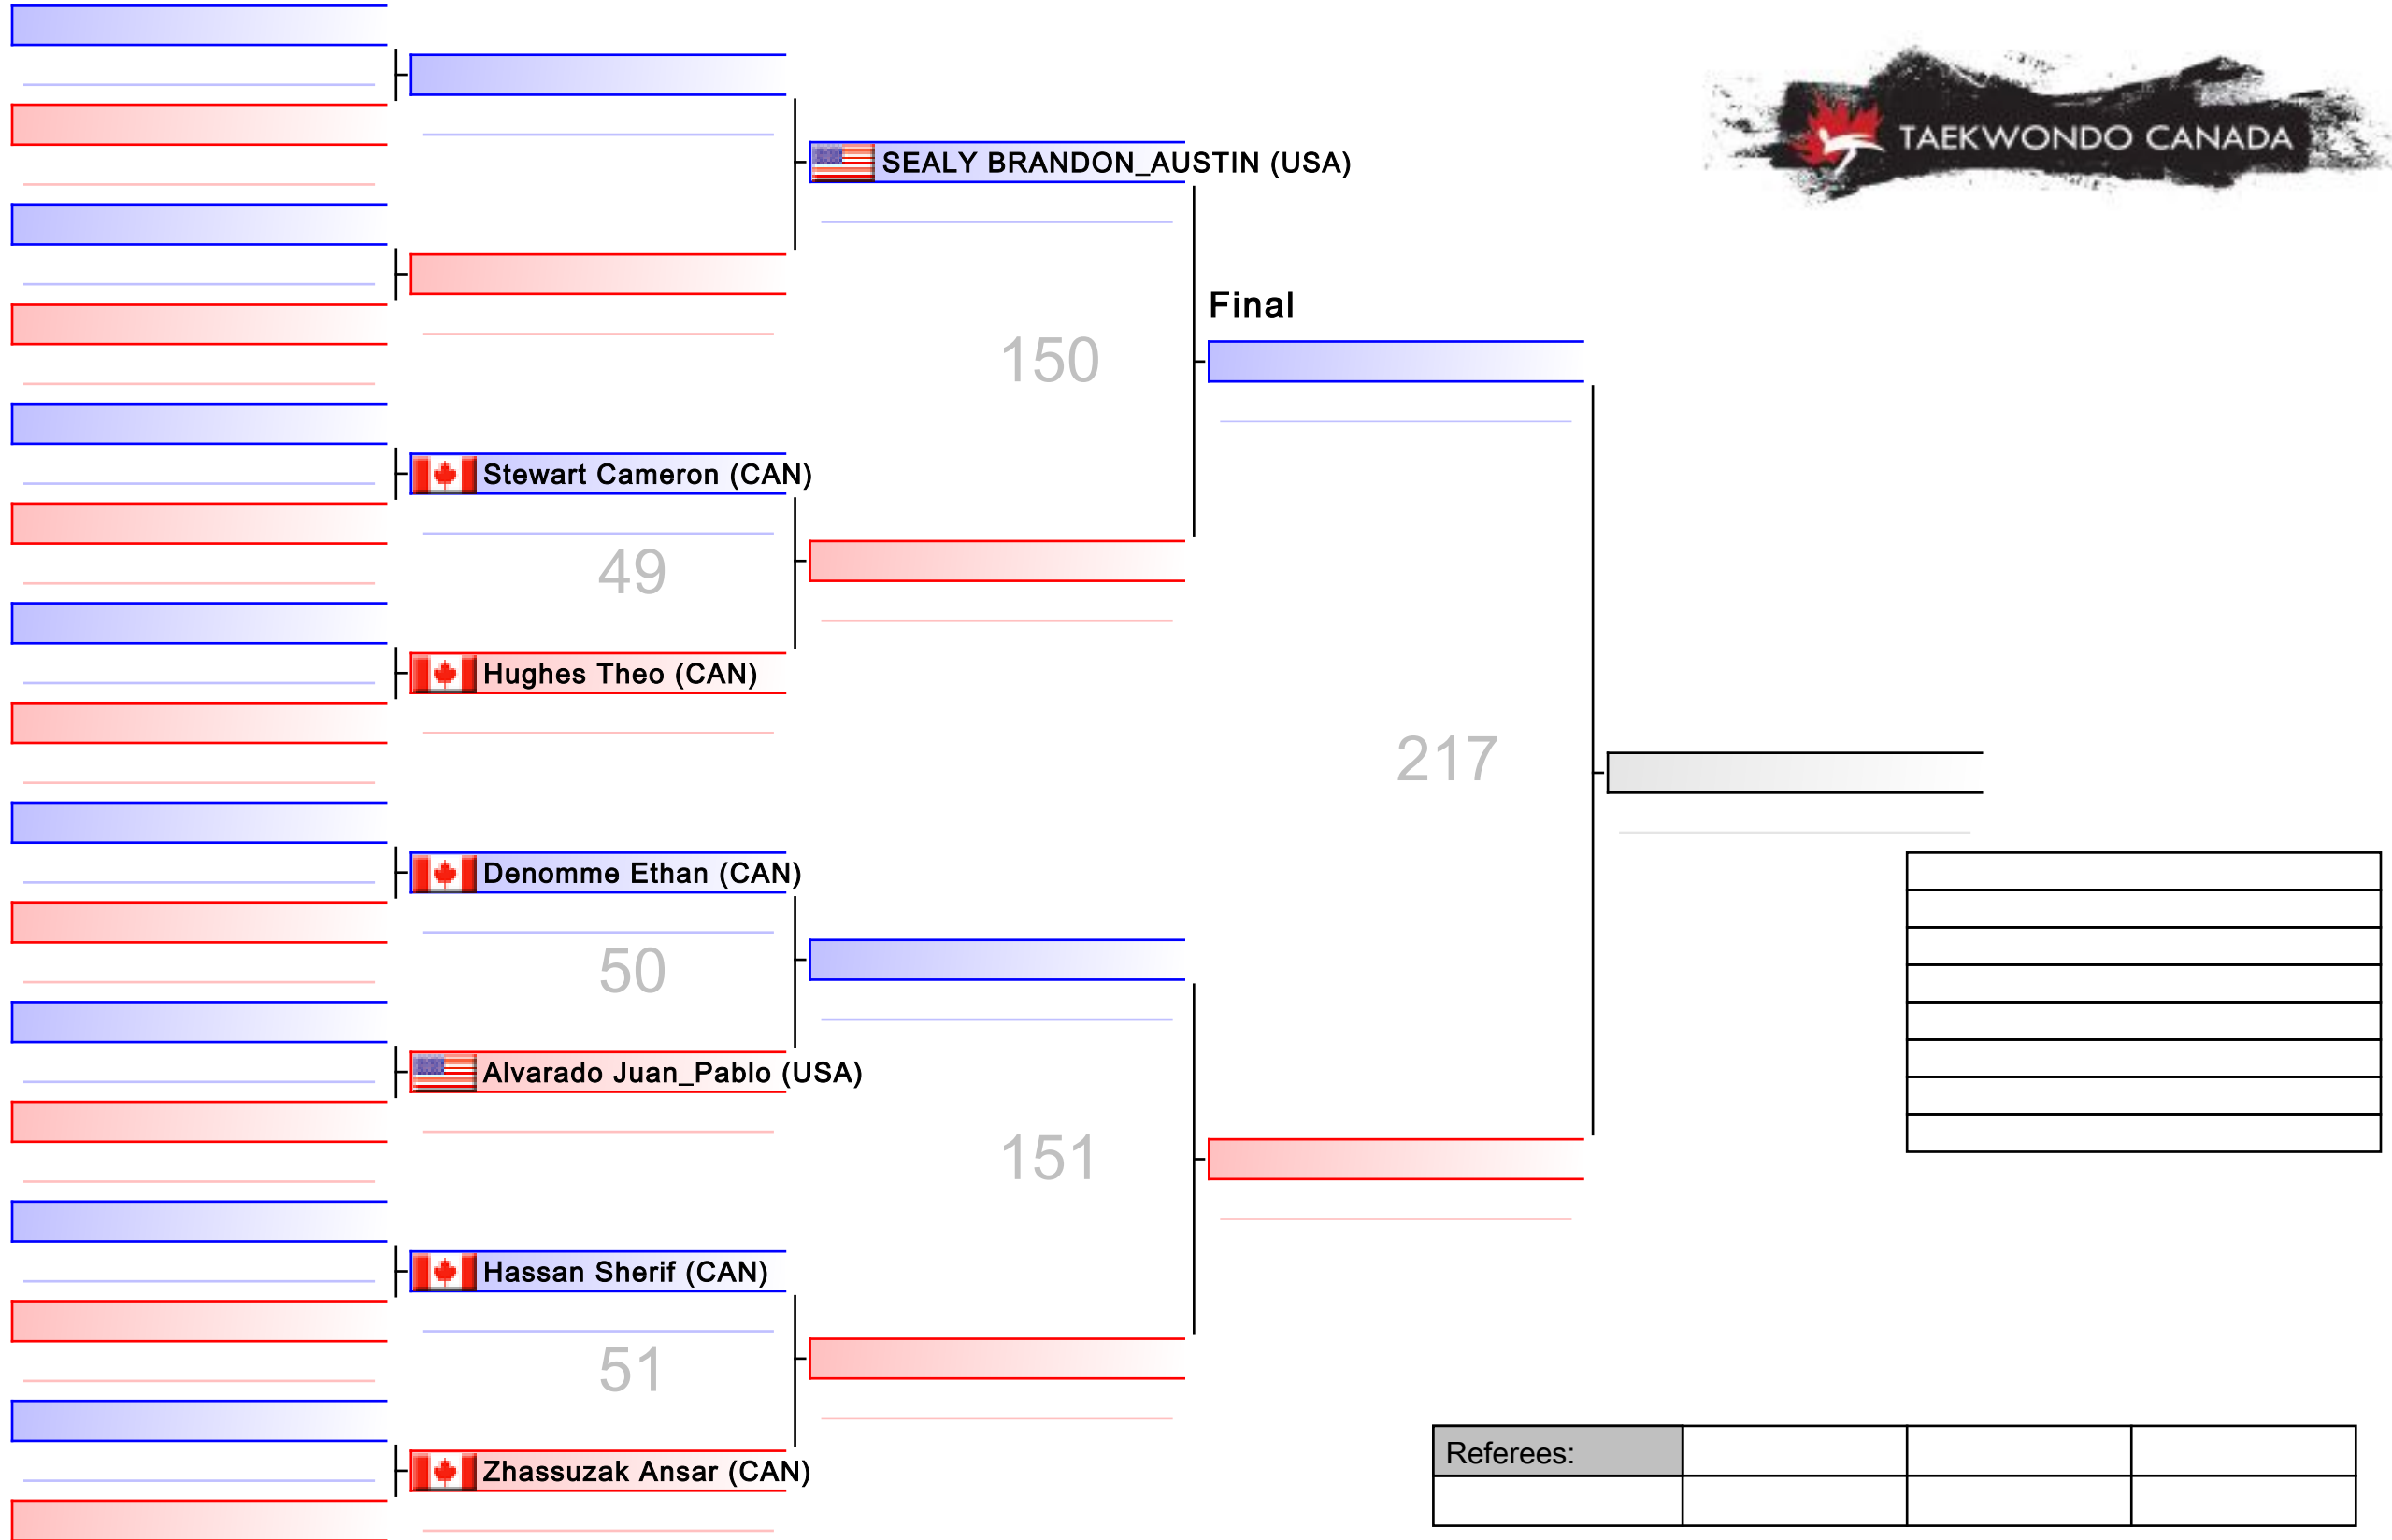 TAEKWONDO CANADA
SEALY BRANDON_AUSTIN (USA)
Final
150
Stewart Cameron (CAN)
49
Hughes Theo (CAN)
217
Denomme Ethan (CAN)
50
Alvarado Juan_Pablo (USA)
151
Hassan Sherif (CAN)
51
Referees:
Zhassuzak Ansar (CAN)